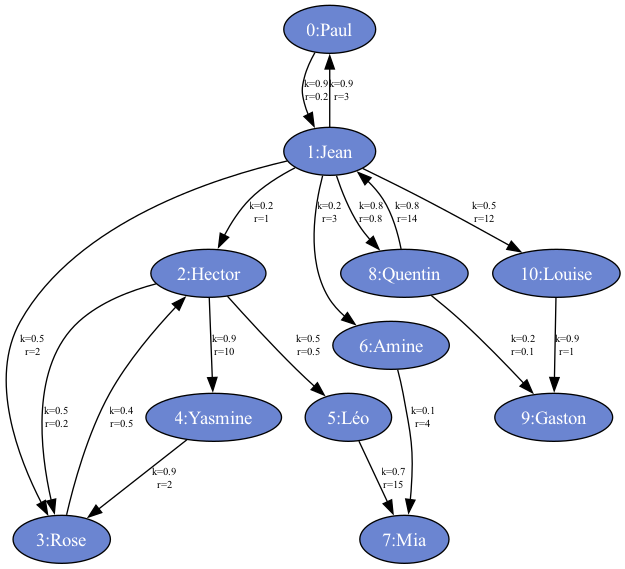 0:Paul
k=0.9
r=0.2
k=0.9
r=3
1:Jean
k=0.2
r=1
k=0.2
r=3
k=0.8
r=0.8
k=0.8
r=14
k=0.5
r=12
2:Hector
8:Quentin
10:Louise
k=0.5
r=2
k=0.9
r=10
k=0.5
r=0.5
6:Amine
k=0.2
r=0.1
k=0.9
r=1
k=0.5
r=0.2
k=0.4
r=0.5
4:Yasmine
5:Léo
k=0.1
r=4
9:Gaston
k=0.9
r=2
k=0.7
r=15
3:Rose
7:Mia